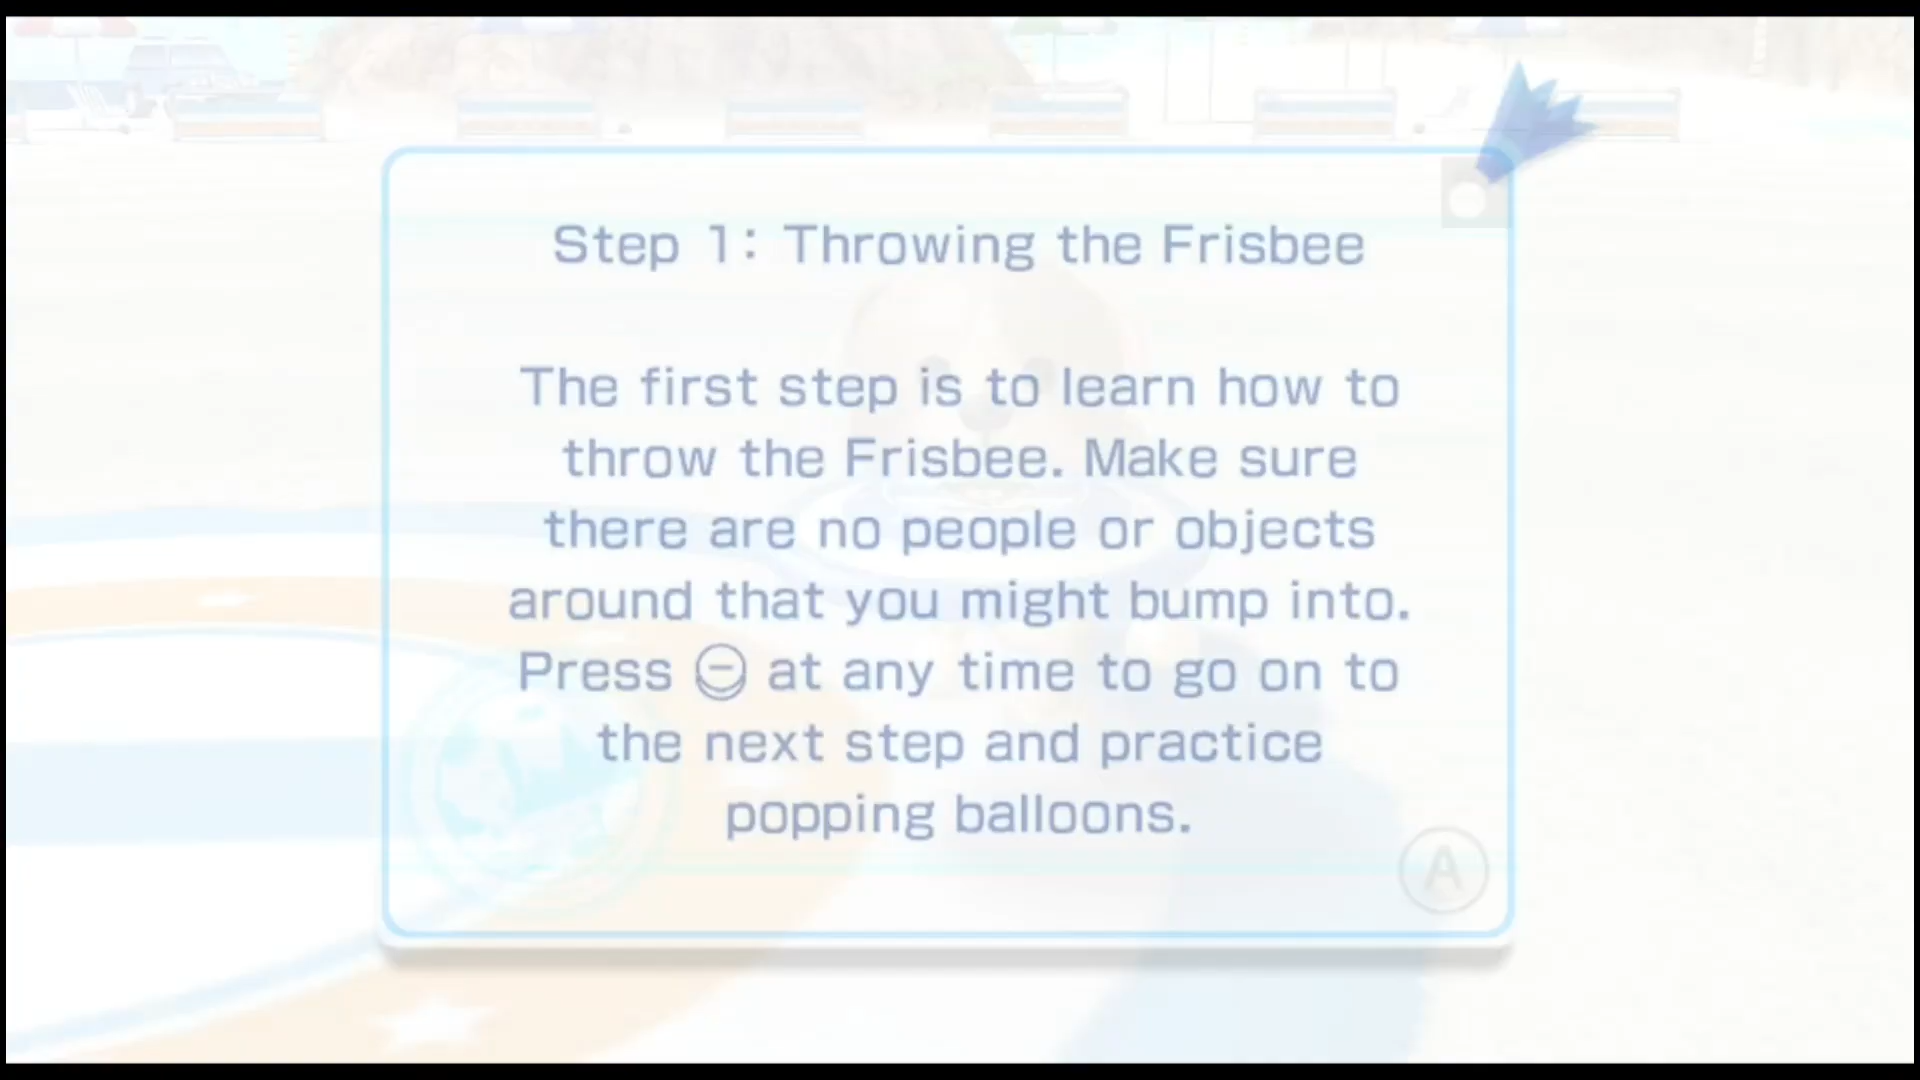 Step 1: Throwing the Frisbee
The first step is to learn how to
throw the Frisbee. Make sure
there are no people or objects
around that you might bump into.
Press ⊖ at any time to go on to
the next step and practice
popping balloons.
A